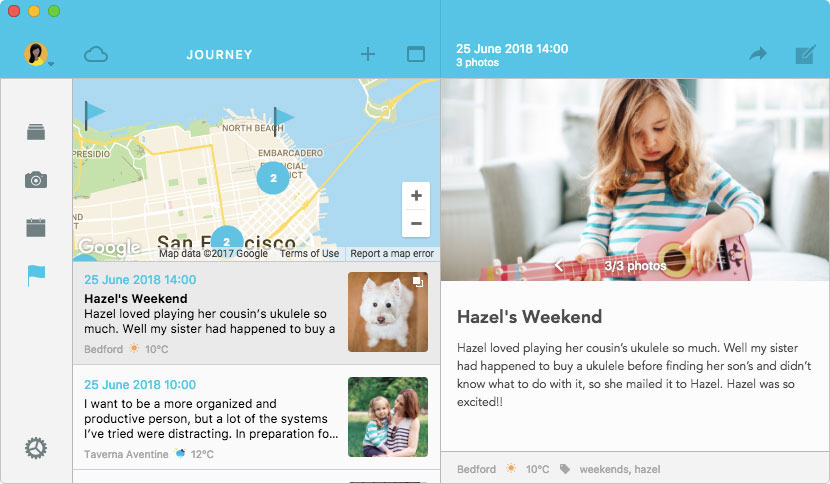 JOURNEY
25 June 2018 14:00
3 photos
NORTH BEACH
PRESIDIO
EMBARCADERO
FINANCIAL
DISTRICT
2
2
San Francisco
Google
Map data ©2017 Google
Terms of Use
Report a map error
25 June 2018 14:00
Hazel's Weekend
Hazel loved playing her cousin's ukulele so
much. Well my sister had happened to buy a
Bedford 10°C
25 June 2018 10:00
I want to be a more organized and
productive person, but a lot of the systems
I've tried were distracting. In preparation fo...
Taverna Aventine 12°C
3/3 photos
Hazel's Weekend
Hazel loved playing her cousin's ukulele so much. Well my sister
had happened to buy a ukulele before finding her son's and didn't
know what to do with it, so she mailed it to Hazel. Hazel was so
excited!!
Bedford 10°C weekends, hazel